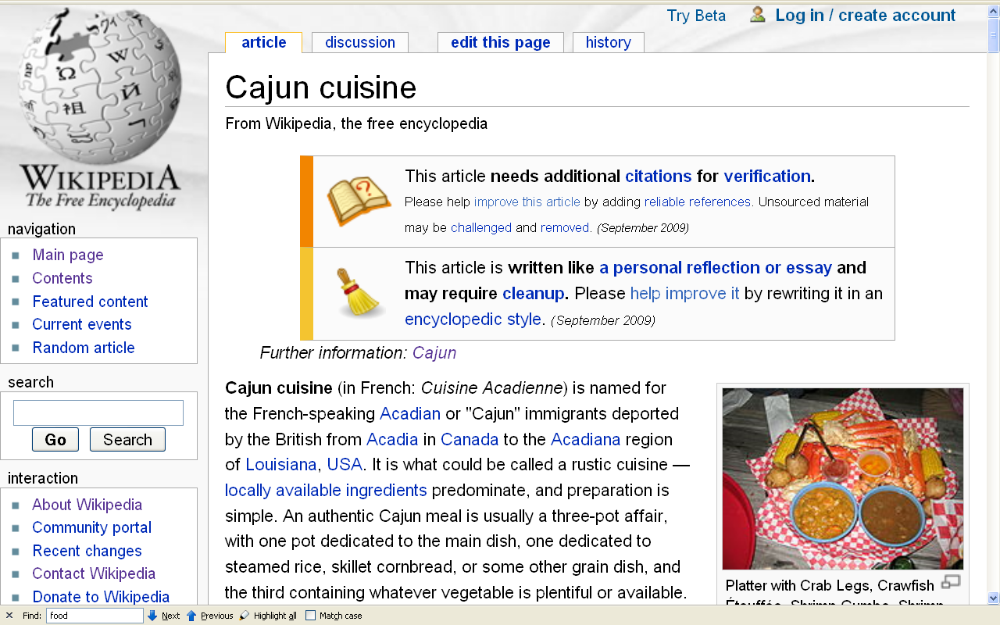 Try Beta Log in / create account
article discussion edit this page history
WIKIPEDIA
The Free Encyclopedia
navigation
Main page
Contents
Featured content
Current events
Random article
search
Go Search
interaction
About Wikipedia
Community portal
Recent changes
Contact Wikipedia
Donate to Wikipedia
Cajun cuisine
From Wikipedia, the free encyclopedia
This article needs additional citations for verification.
Please help improve this article by adding reliable references. Unsourced material
may be challenged and removed. (September 2009)
This article is written like a personal reflection or essay and
may require cleanup. Please help improve it by rewriting it in an
encyclopedic style. (September 2009)
Further information: Cajun
Cajun cuisine (in French: Cuisine Acadienne) is named for
the French-speaking Acadian or "Cajun" immigrants deported
by the British from Acadia in Canada to the Acadiana region
of Louisiana, USA. It is what could be called a rustic cuisine —
locally available ingredients predominate, and preparation is
simple. An authentic Cajun meal is usually a three-pot affair,
with one pot dedicated to the main dish, one dedicated to
steamed rice, skillet cornbread, or some other grain dish, and
the third containing whatever vegetable is plentiful or available.
Platter with Crab Legs, Crawfish
Étouffée, Shrimp Gumbo, Shrimp
Find: food Next Previous Highlight all Match case